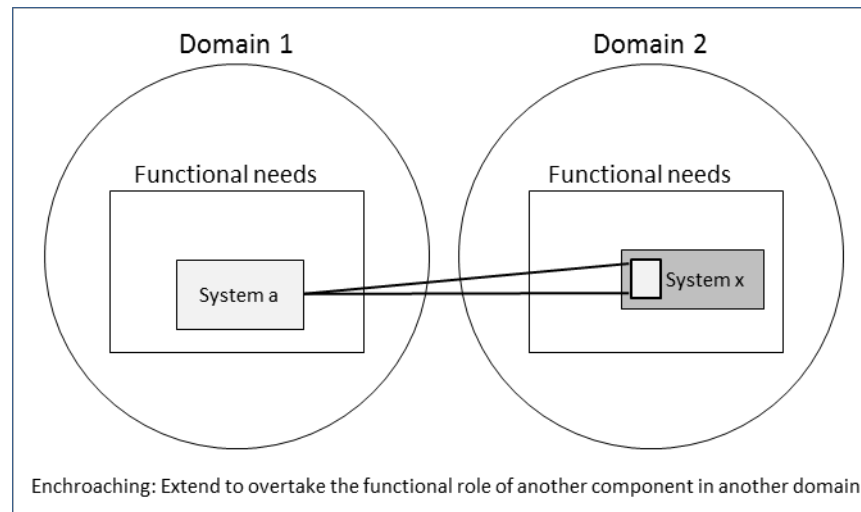 Domain 1
Domain 2
Functional needs
Functional needs
System a
System x
Enchroaching: Extend to overtake the functional role of another component in another domain